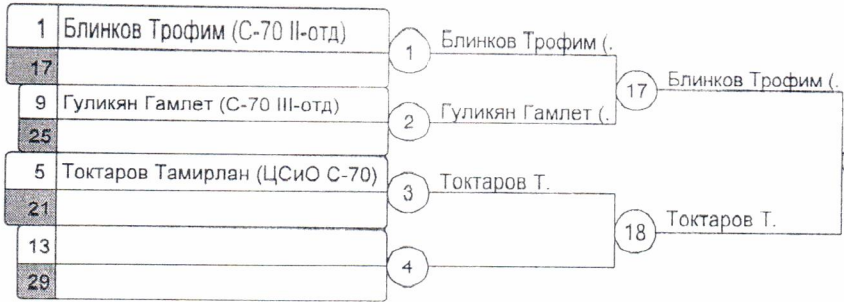 1 Блинков Трофим (С-70 II-отд)
17
1
Блинков Трофим (.
17
Блинков Трофим (.
9 Гуликян Гамлет (С-70 III-отд)
25
2
Гуликян Гамлет (.
5 Токтаров Тамирлан (ЦСиО С-70)
21
3
Токтаров Т.
18
Токтаров Т.
13
29
4